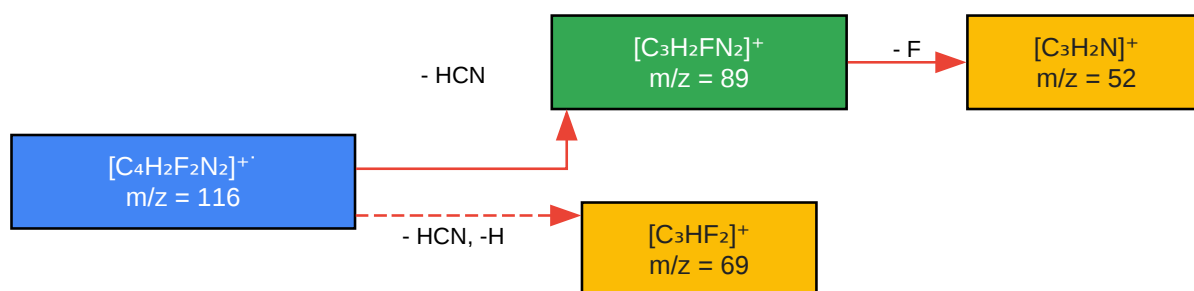 [C₃H₂FN₂]⁺
m/z = 89
- F
[C₃H₂N]⁺
m/z = 52
- HCN
[C₄H₂F₂N₂]⁺˙
m/z = 116
- HCN, -H
[C₃HF₂]⁺
m/z = 69